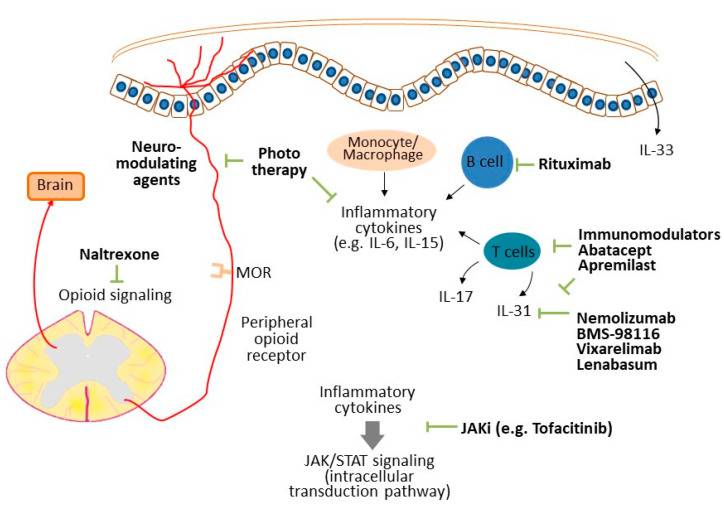 Neuro-
modulating
agents
Photo
therapy
Monocyte/
Macrophage
B cell
Rituximab
IL-33
Brain
Inflammatory
cytokines
(e.g. IL-6, IL-15)
T cells
Immunomodulators
Abatacept
Apremilast
Naltrexone
Opioid signaling
MOR
IL-17
IL-31
Nemolizumab
BMS-98116
Vixarelimab
Lenabasum
Peripheral
opioid
receptor
Inflammatory
cytokines
JAKi (e.g. Tofacitinib)
JAK/STAT signaling
(intracellular
transduction pathway)